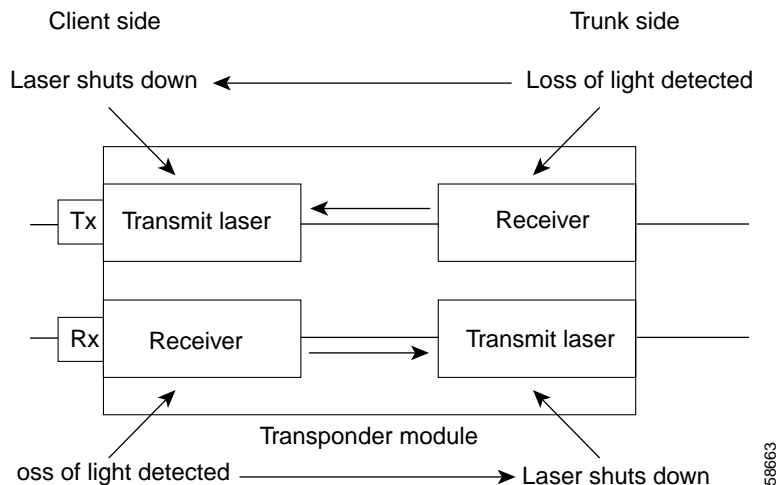 Client side
Trunk side
Laser shuts down
Loss of light detected
Tx
Transmit laser
Receiver
Rx
Receiver
Transmit laser
Transponder module
oss of light detected
Laser shuts down
58663